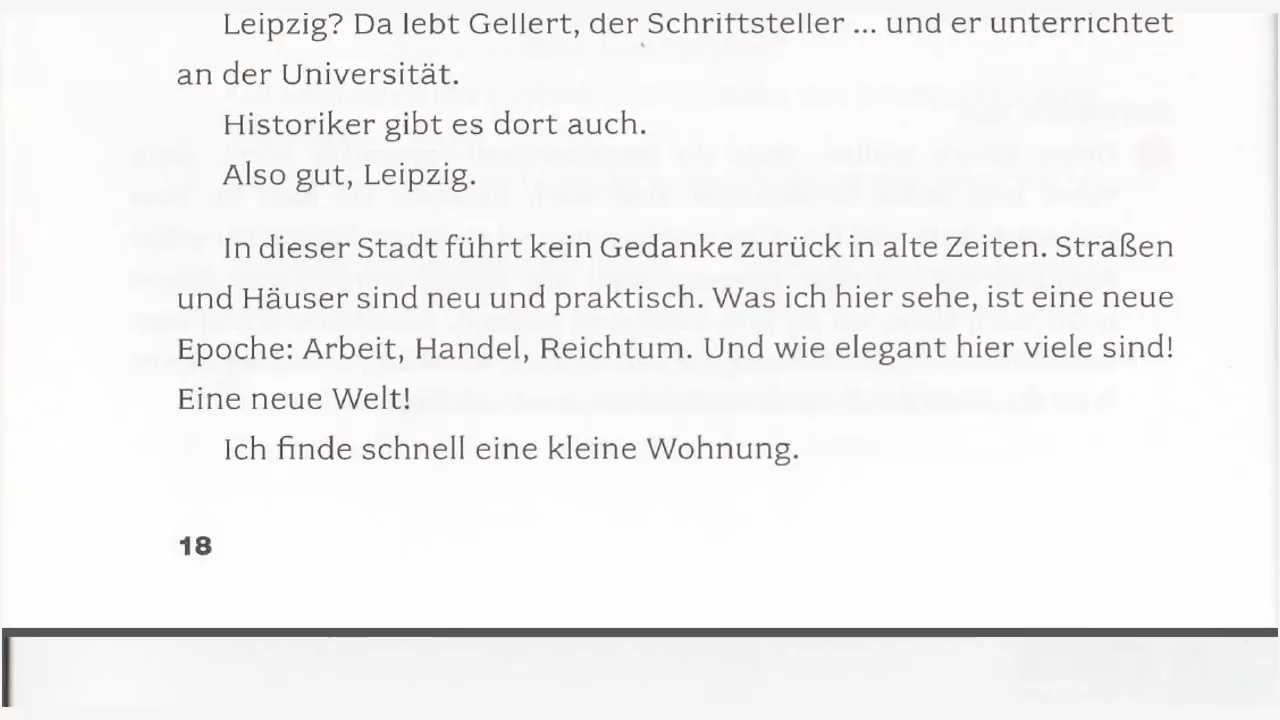 Leipzig? Da lebt Gellert, der Schriftsteller ... und er unterrichtet
an der Universität.
Historiker gibt es dort auch.
Also gut, Leipzig.
In dieser Stadt führt kein Gedanke zurück in alte Zeiten. Straßen
und Häuser sind neu und praktisch. Was ich hier sehe, ist eine neue
Epoche: Arbeit, Handel, Reichtum. Und wie elegant hier viele sind!
Eine neue Welt!
Ich finde schnell eine kleine Wohnung.
18